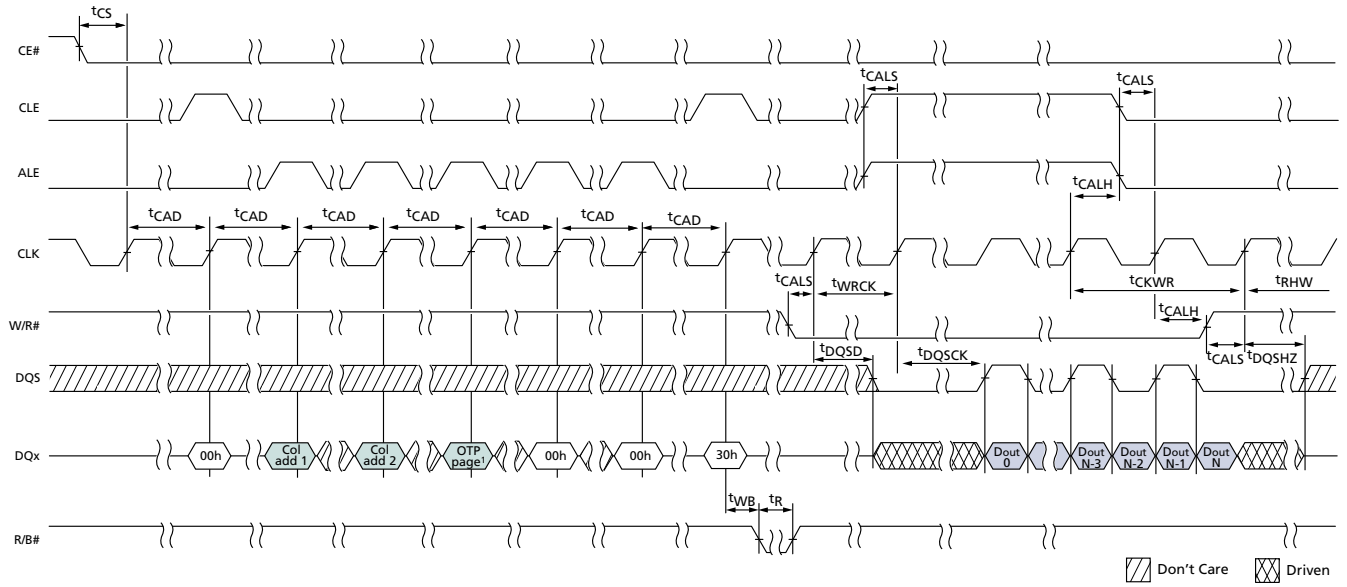 tCS
CE#
tCALS
tCALS
CLE
ALE
tCALH
tCAD
tCAD
tCAD
tCAD
tCAD
tCAD
tCAD
CLK
tCALS
tWRCK
tCKWR
tRHW
tCALH
W/R#
tDQSD
tDQSCK
tCALS
tDQSHZ
DQS
DQx
00h
Col add 1
Col add 2
OTP page¹
00h
00h
30h
Dout 0
Dout N-3
Dout N-2
Dout N-1
Dout N
tWB
tR
R/B#
Don't Care
Driven